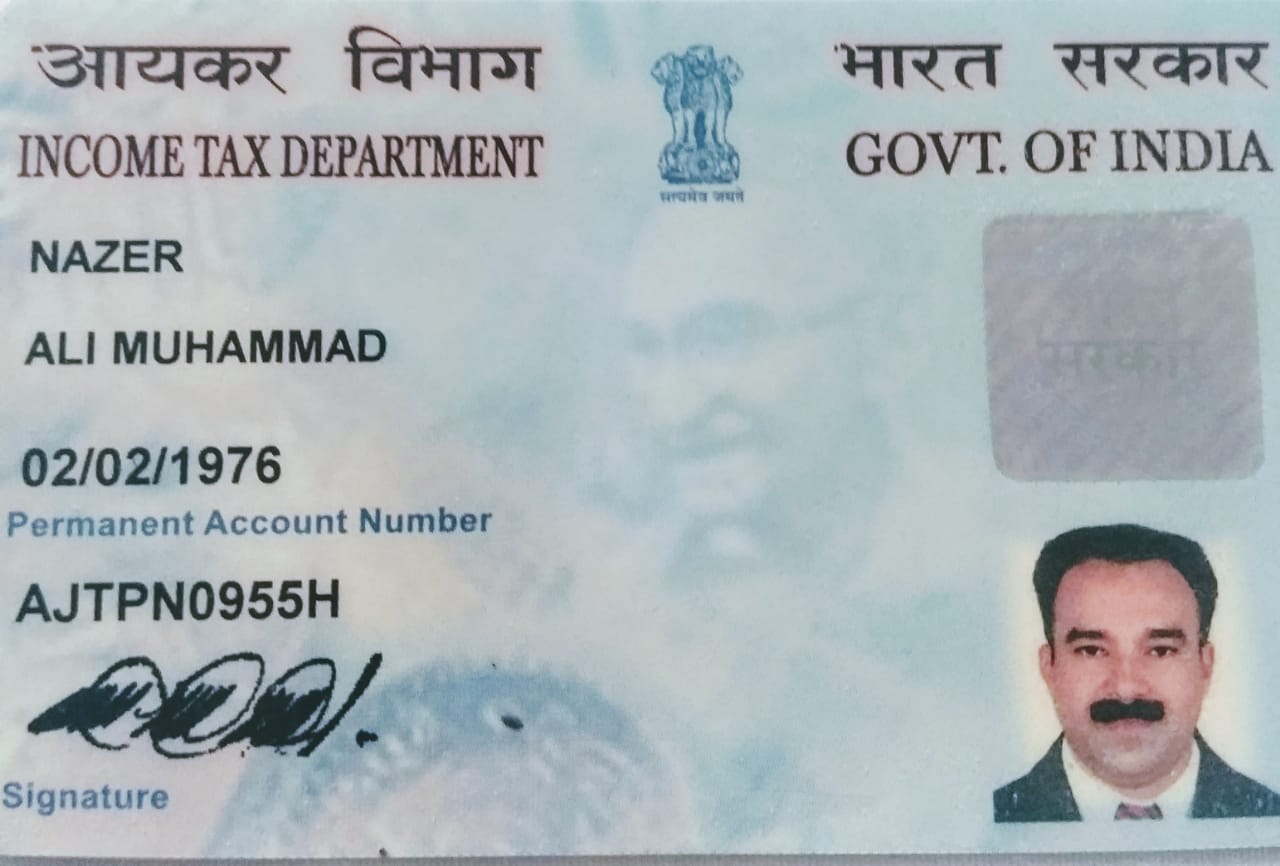 आयकर विभाग
भारत सरकार
INCOME TAX DEPARTMENT
GOVT. OF INDIA
सत्यमेव जयते
NAZER
ALI MUHAMMAD
सरकार
02/02/1976
Permanent Account Number
AJTPN0955H
Signature